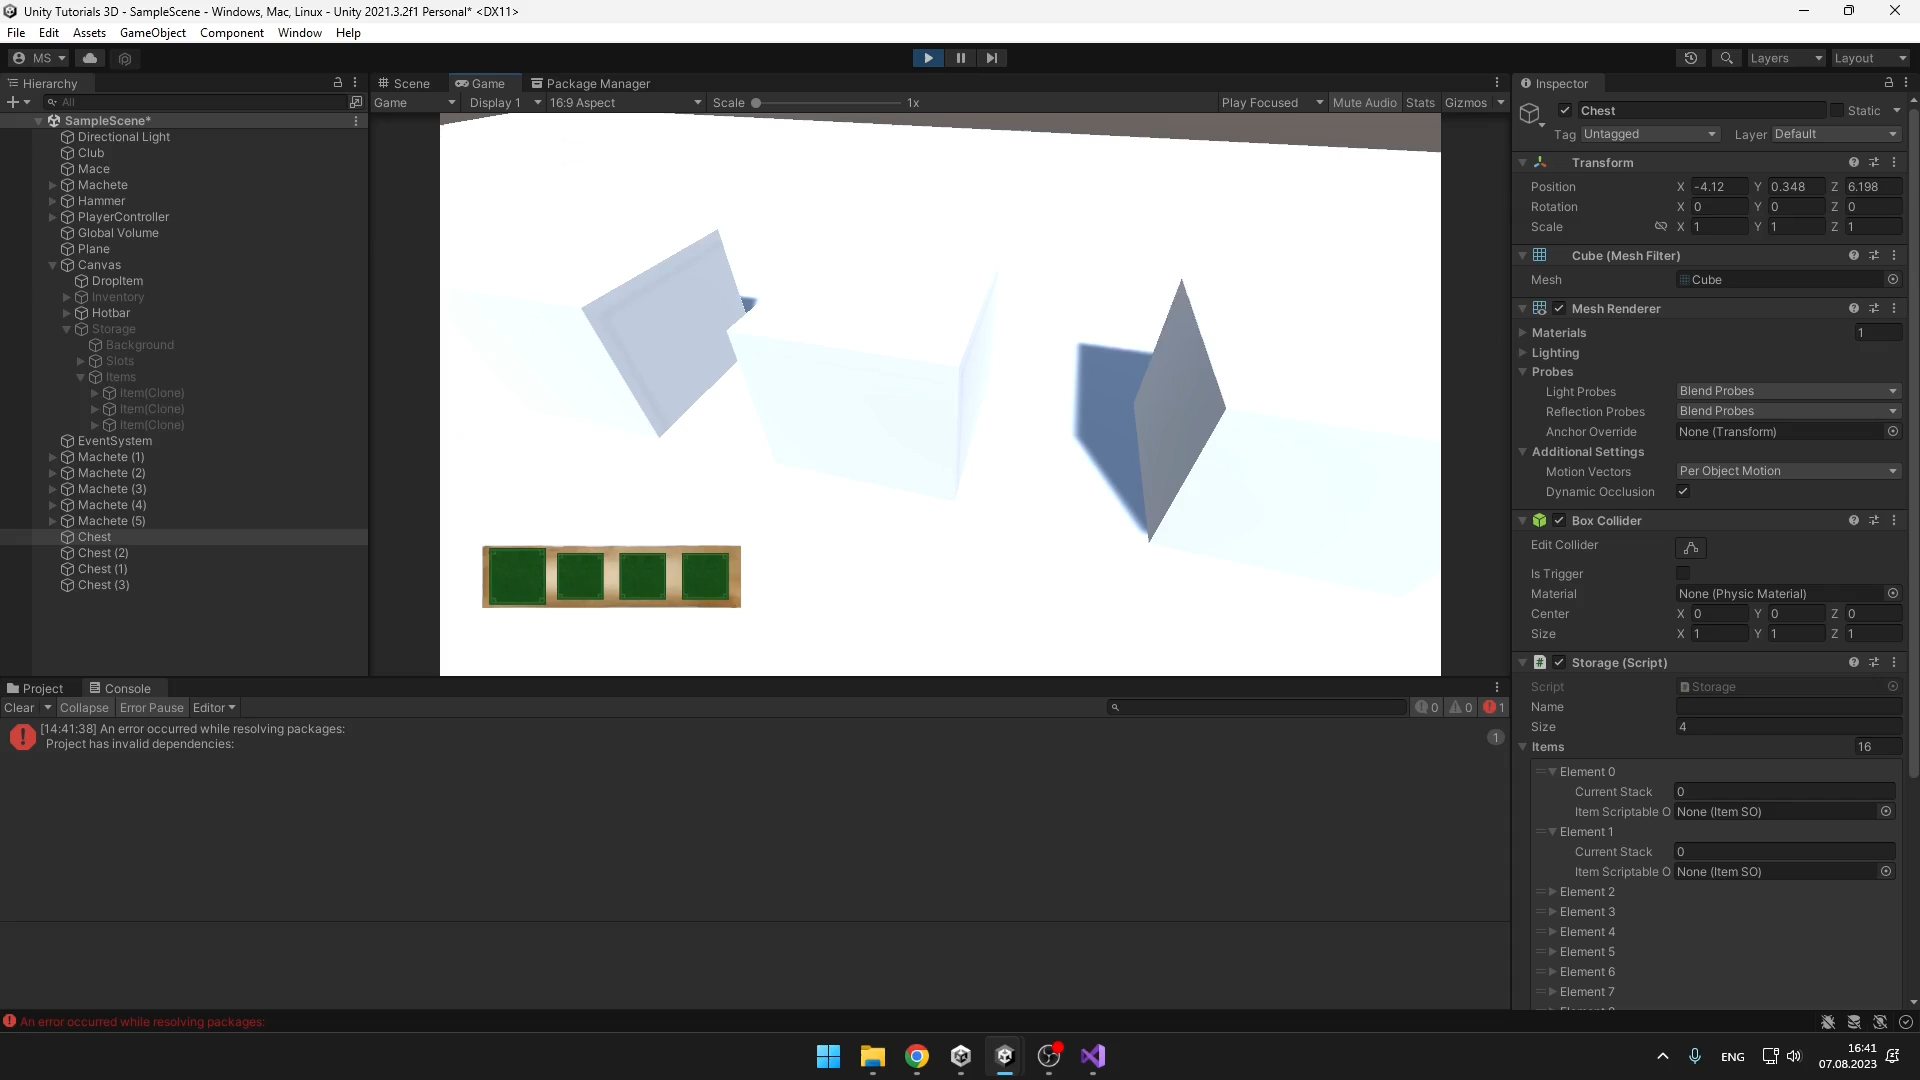 Unity Tutorials 3D - SampleScene - Windows, Mac, Linux - Unity 2021.3.2f1 Personal* <DX11>
File Edit Assets GameObject Component Window Help
MS Layers Layout
Hierarchy Scene Game Package Manager Inspector
All Game Display 1 16:9 Aspect Scale 1x Play Focused Mute Audio Stats Gizmos
SampleScene*
Directional Light
Club
Mace
Machete
Hammer
PlayerController
Global Volume
Plane
Canvas
DropItem
Inventory
Hotbar
Storage
Background
Slots
Items
Item(Clone)
Item(Clone)
Item(Clone)
EventSystem
Machete (1)
Machete (2)
Machete (3)
Machete (4)
Machete (5)
Chest
Chest (2)
Chest (1)
Chest (3)
Chest Static
Tag Untagged Layer Default
Transform
Position X -4.12 Y 0.348 Z 6.198
Rotation X 0 Y 0 Z 0
Scale X 1 Y 1 Z 1
Cube (Mesh Filter)
Mesh Cube
Mesh Renderer
Materials 1
Lighting
Probes
Light Probes Blend Probes
Reflection Probes Blend Probes
Anchor Override None (Transform)
Additional Settings
Motion Vectors Per Object Motion
Dynamic Occlusion
Box Collider
Edit Collider
Is Trigger
Material None (Physic Material)
Center X 0 Y 0 Z 0
Size X 1 Y 1 Z 1
Storage (Script)
Script Storage
Name
Size 4
Items 16
Element 0
Current Stack 0
Item Scriptable O None (Item SO)
Element 1
Current Stack 0
Item Scriptable O None (Item SO)
Element 2
Element 3
Element 4
Element 5
Element 6
Element 7
Project Console
Clear Collapse Error Pause Editor 0 0 1
[14:41:38] An error occurred while resolving packages:
Project has invalid dependencies:
1
An error occurred while resolving packages:
ENG 16:41
07.08.2023